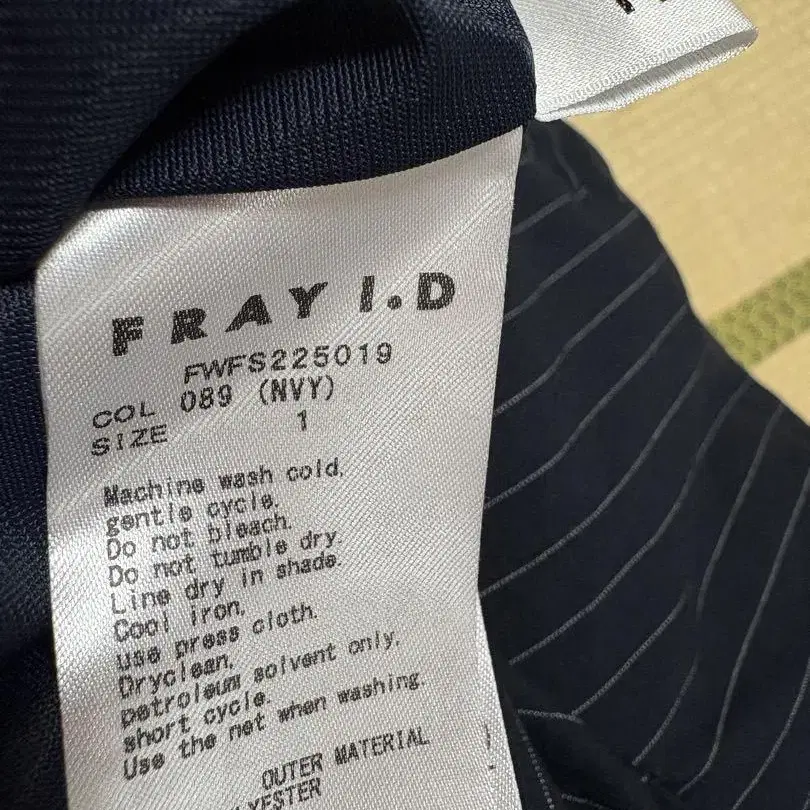 FRAY I.D
FWFS225019
COL 089 (NVY)
SIZE 1
Machine wash cold,
gentle cycle.
Do not bleach.
Do not tumble dry.
Line dry in shade.
Cool iron,
use press cloth.
Dryclean,
petroleum solvent only,
short cycle.
Use the net when washing.
OUTER MATERIAL